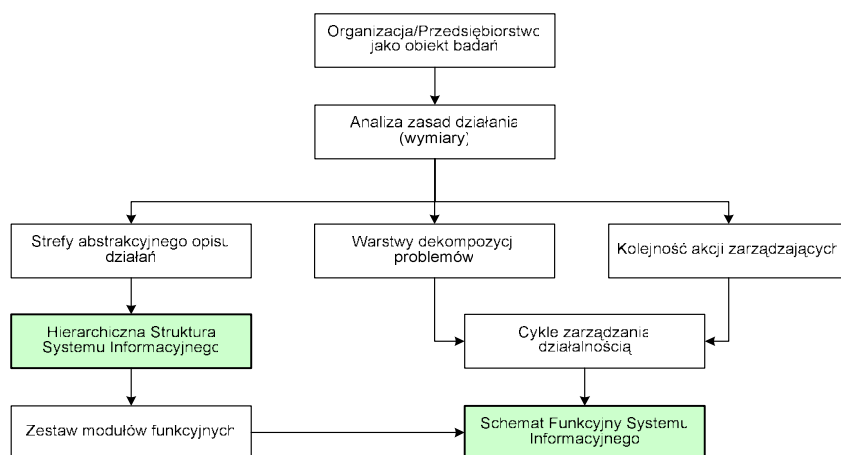 Organizacja/Przedsiębiorstwo
jako obiekt badań
Analiza zasad działania
(wymiary)
Strefy abstrakcyjnego opisu
działań
Warstwy dekompozycj
problemów
Kolejność akcji zarządzających
Hierarchiczna Struktura
Systemu Informacyjnego
Cykle zarządzania
działalnością
Zestaw modułów funkcyjnych
Schemat Funkcyjny Systemu
Informacyjnego